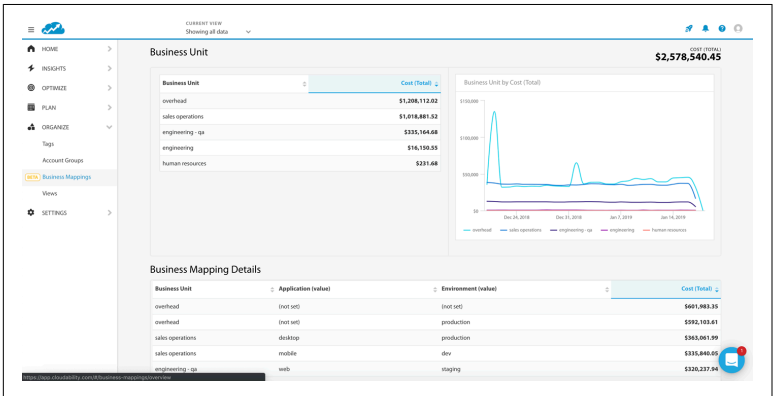 CURRENT VIEW
Showing all data
HOME
INSIGHTS
OPTIMIZE
PLAN
ORGANIZE
Tags
Account Groups
BETA Business Mappings
Views
SETTINGS
Business Unit
COST (TOTAL)
$2,578,540.45
Business Unit Cost (Total)
overhead $1,208,112.02
sales operations $1,018,881.52
engineering - qa $335,164.68
engineering $16,150.55
human resources $231.68
Business Unit by Cost (Total)
$150,000
$100,000
$50,000
$0
Dec 24, 2018 Dec 31, 2018 Jan 7, 2019 Jan 14, 2019
overhead sales operations engineering - qa engineering human resources
Business Mapping Details
Business Unit Application (value) Environment (value) Cost (Total)
overhead (not set) (not set) $601,983.35
overhead (not set) production $592,103.61
sales operations desktop production $363,061.99
sales operations mobile dev $335,840.05
engineering - qa web staging $320,237.94
1
https://app.cloudability.com/#/business-mappings/overview